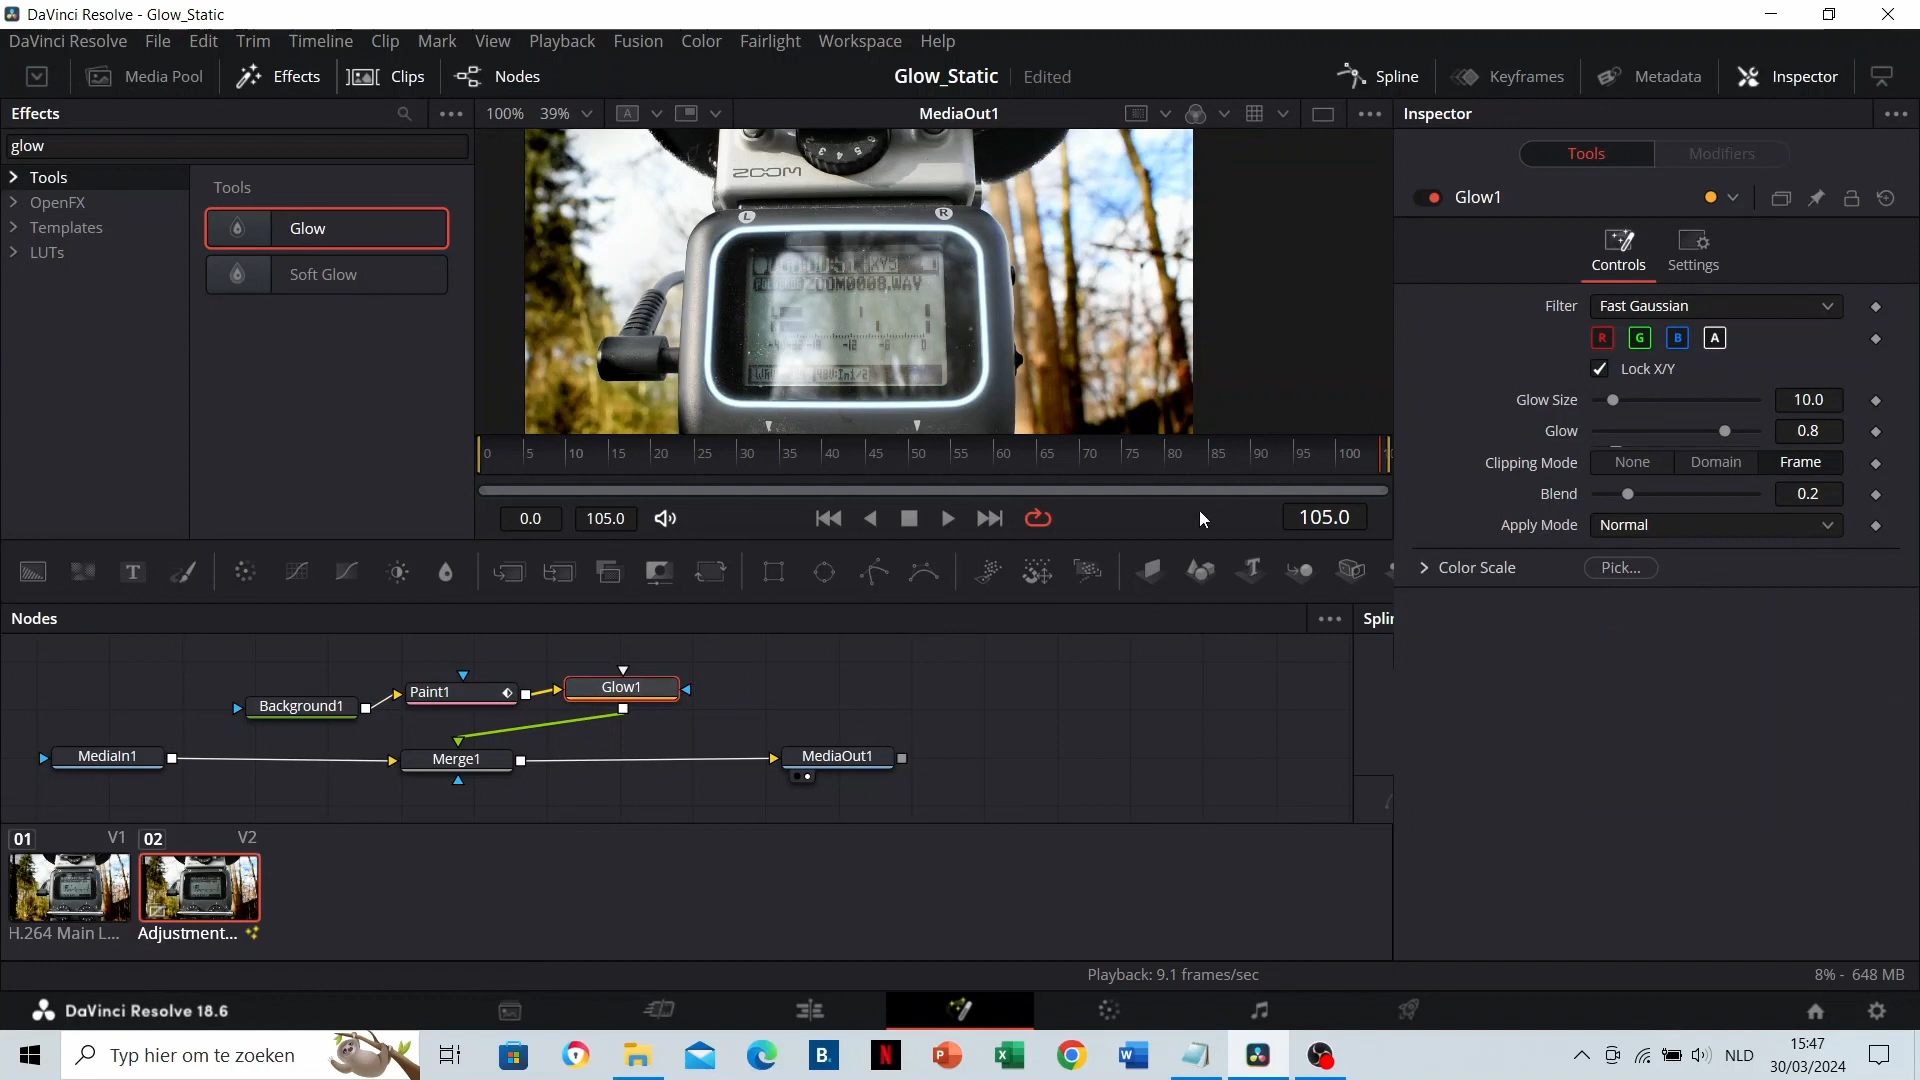 DaVinci Resolve - Glow_Static
DaVinci Resolve File Edit Trim Timeline Clip Mark View Playback Fusion Color Fairlight Workspace Help
Media Pool Effects Clips Nodes Glow_Static Edited Spline Keyframes Metadata Inspector
Effects 100% 39% A MediaOut1 Inspector
glow
Tools Modifiers
Tools
OpenFX
Templates
LUTs
Tools
Glow
Soft Glow
zoom
L R
ZOOM0008.WAV
-12 -6 0
0 5 10 15 20 25 30 35 40 45 50 55 60 65 70 75 80 85 90 95 100
0.0 105.0 105.0
Glow1
Controls Settings
Filter Fast Gaussian
R G B A
Lock X/Y
Glow Size 10.0
Glow 0.8
Clipping Mode None Domain Frame
Blend 0.2
Apply Mode Normal
Color Scale Pick...
T
Nodes Splin
Background1 Paint1 Glow1
MediaIn1 Merge1 MediaOut1
01 V1 02 V2
H.264 Main L... Adjustment...
Playback: 9.1 frames/sec 8% - 648 MB
DaVinci Resolve 18.6
Typ hier om te zoeken B. N NLD 15:47
30/03/2024